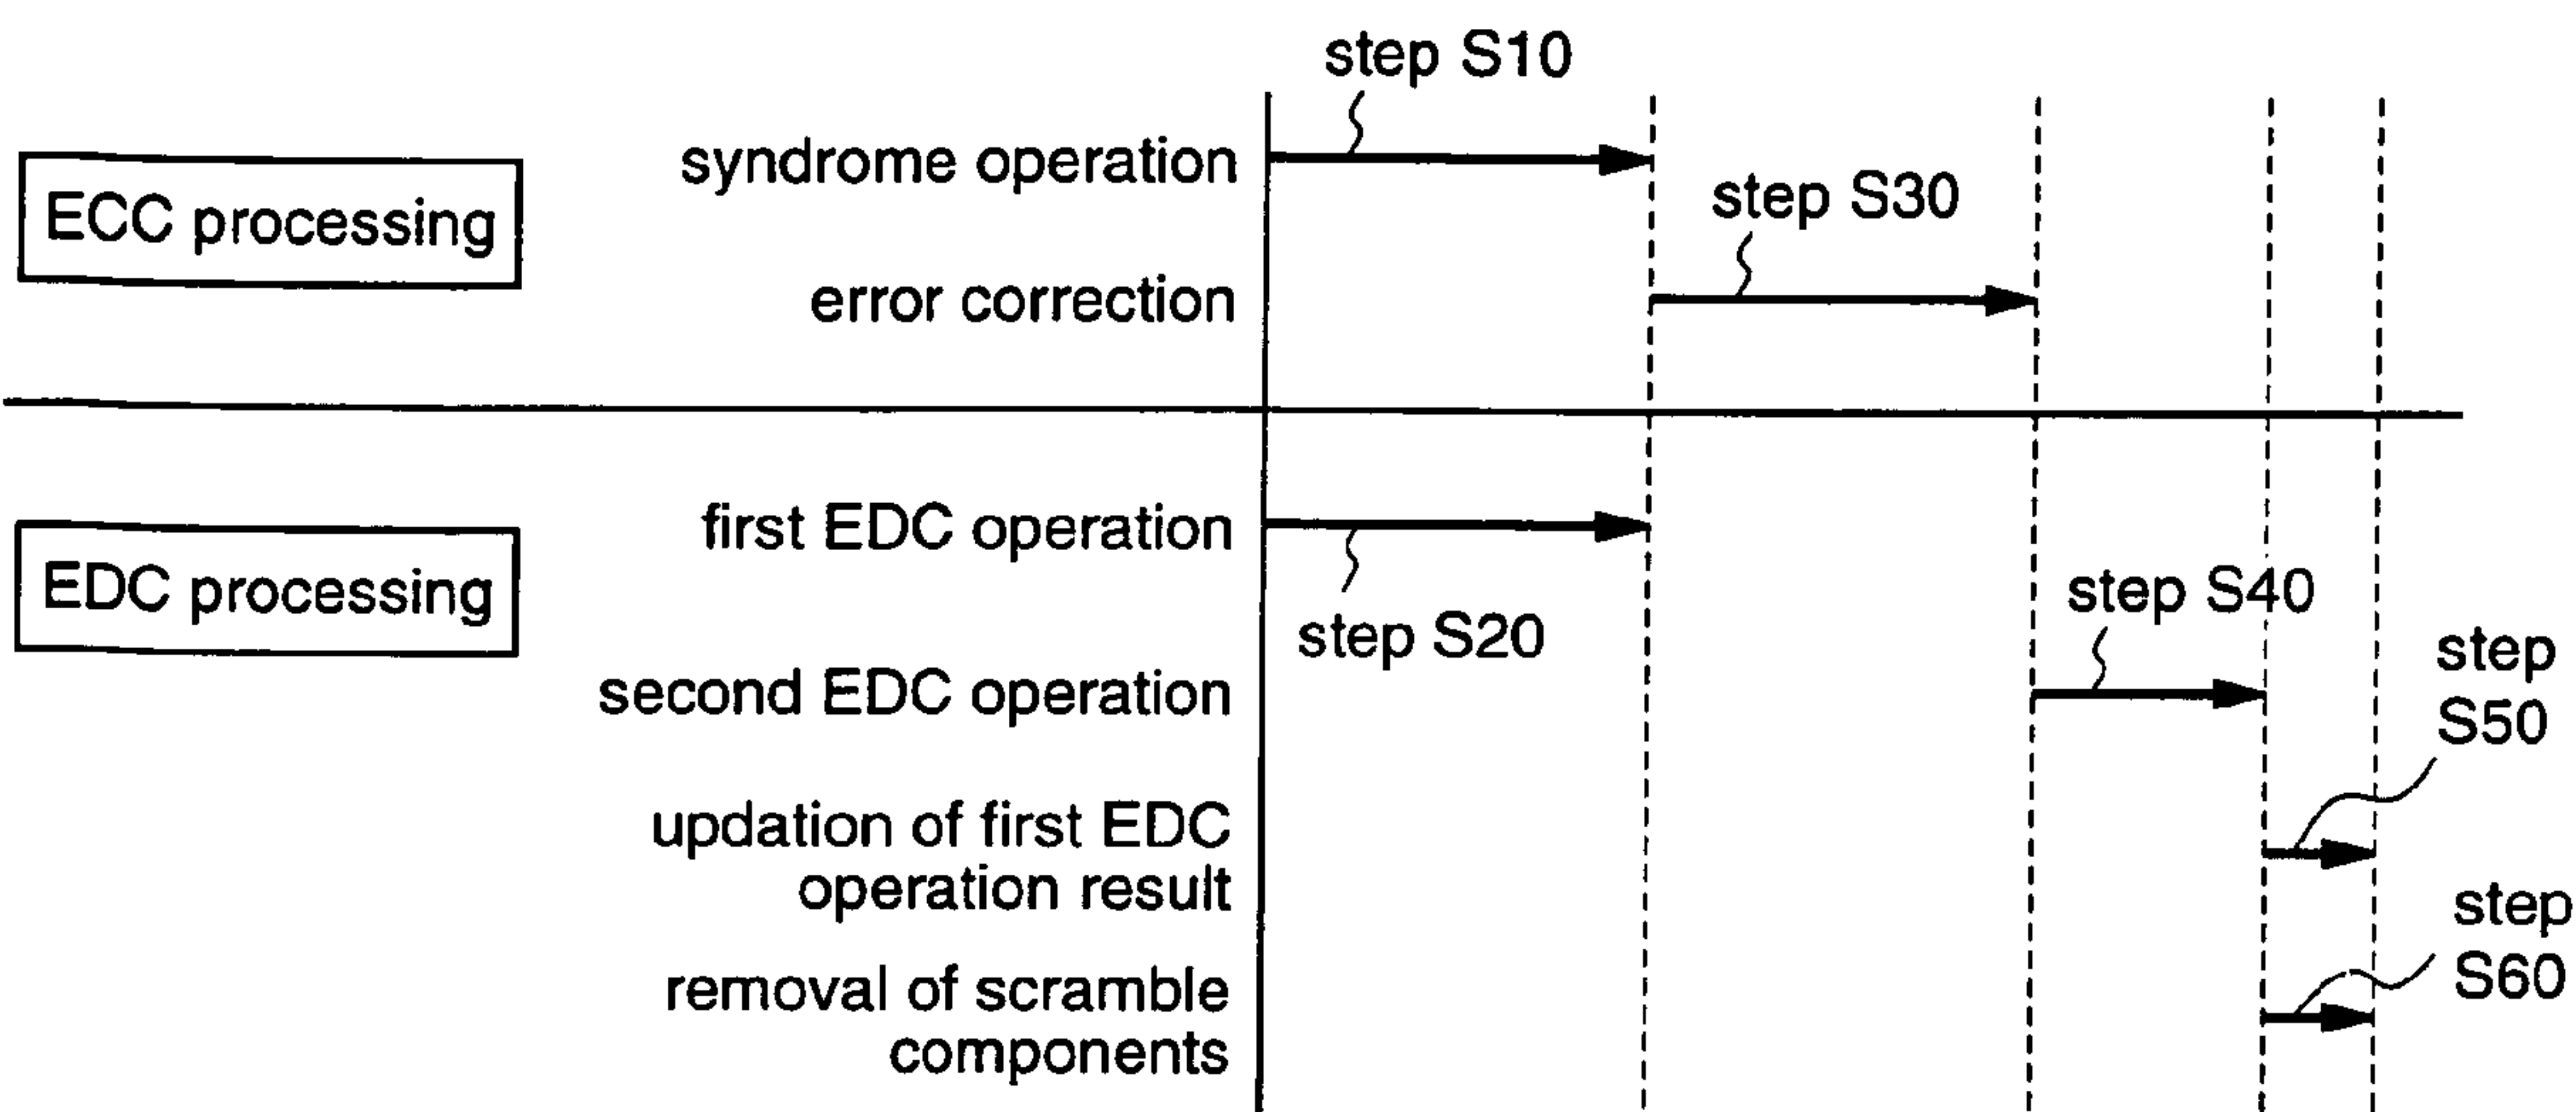 step S10
syndrome operation
ECC processing
step S30
error correction
first EDC operation
EDC processing
step S20
step S40
second EDC operation
step
S50
updation of first EDC
operation result
step
S60
removal of scramble
components